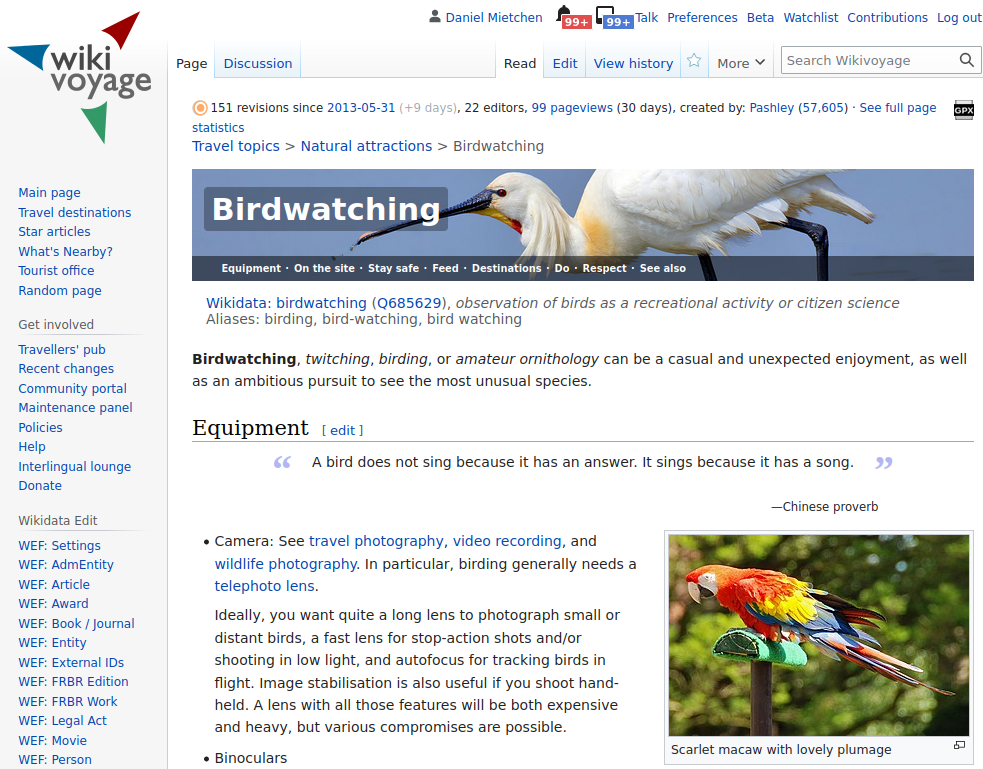 Daniel Mietchen 99+ 99+ Talk Preferences Beta Watchlist Contributions Log out
wiki
voyage
Page Discussion Read Edit View history More Search Wikivoyage
151 revisions since 2013-05-31 (+9 days), 22 editors, 99 pageviews (30 days), created by: Pashley (57,605) · See full page
statistics
GPX
Travel topics > Natural attractions > Birdwatching
Birdwatching
Equipment · On the site · Stay safe · Feed · Destinations · Do · Respect · See also
Main page
Travel destinations
Star articles
What's Nearby?
Tourist office
Random page
Get involved
Travellers' pub
Recent changes
Community portal
Maintenance panel
Policies
Help
Interlingual lounge
Donate
Wikidata Edit
WEF: Settings
WEF: AdmEntity
WEF: Article
WEF: Award
WEF: Book / Journal
WEF: Entity
WEF: External IDs
WEF: FRBR Edition
WEF: FRBR Work
WEF: Legal Act
WEF: Movie
WEF: Person
Wikidata: birdwatching (Q685629), observation of birds as a recreational activity or citizen science
Aliases: birding, bird-watching, bird watching
Birdwatching, twitching, birding, or amateur ornithology can be a casual and unexpected enjoyment, as well
as an ambitious pursuit to see the most unusual species.
Equipment [ edit ]
“ A bird does not sing because it has an answer. It sings because it has a song. ”
—Chinese proverb
• Camera: See travel photography, video recording, and
wildlife photography. In particular, birding generally needs a
telephoto lens.
Ideally, you want quite a long lens to photograph small or
distant birds, a fast lens for stop-action shots and/or
shooting in low light, and autofocus for tracking birds in
flight. Image stabilisation is also useful if you shoot hand-
held. A lens with all those features will be both expensive
and heavy, but various compromises are possible.
• Binoculars
Scarlet macaw with lovely plumage